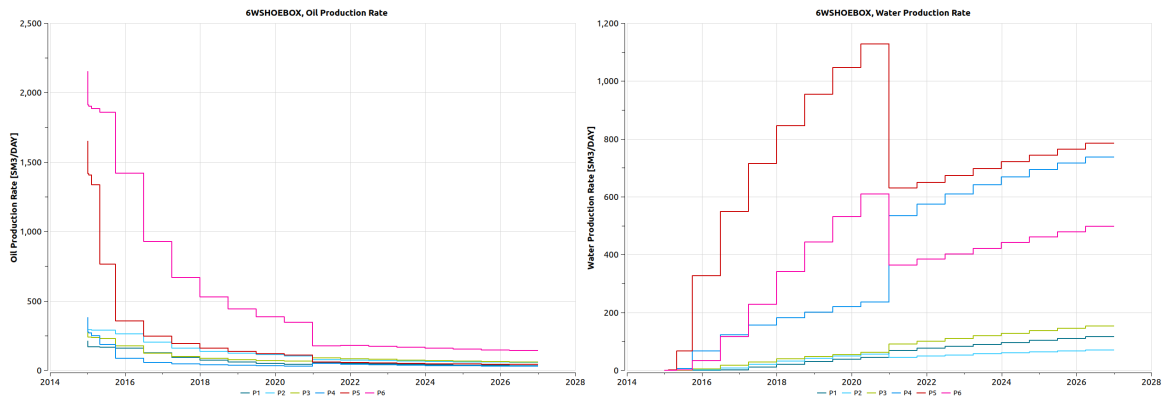 6WSHOEBOX, Oil Production Rate
Oil Production Rate [SM3/DAY]
2,500
2,000
1,500
1,000
500
0
2014 2016 2018 2020 2022 2024 2026 2028
P1 P2 P3 P4 P5 P6
6WSHOEBOX, Water Production Rate
Water Production Rate [SM3/DAY]
1,200
1,000
800
600
400
200
0
2014 2016 2018 2020 2022 2024 2026 2028
P1 P2 P3 P4 P5 P6